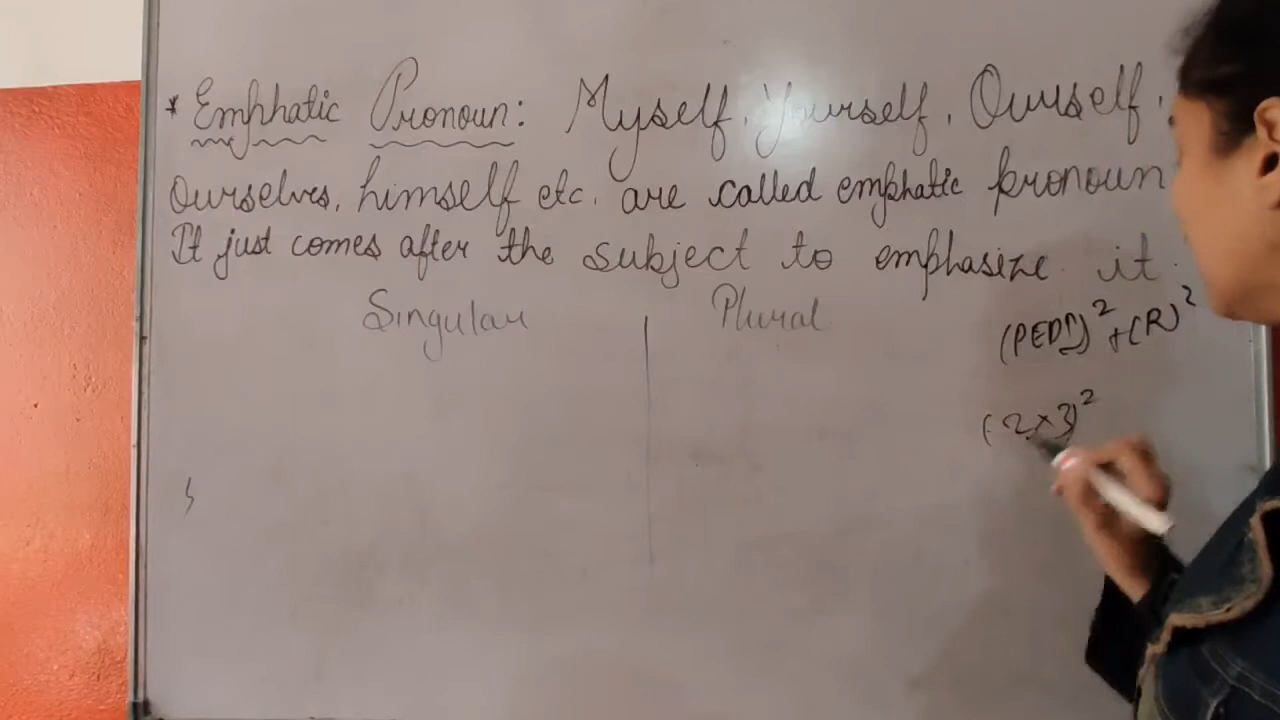 * Emphatic Pronoun: Myself, Yourself, Ourself,
Ourselves, himself etc. are called emphatic pronoun
It just comes after the subject to emphasize it.
Singular Plural
(PEDI)² + (R)²
(2×3)²